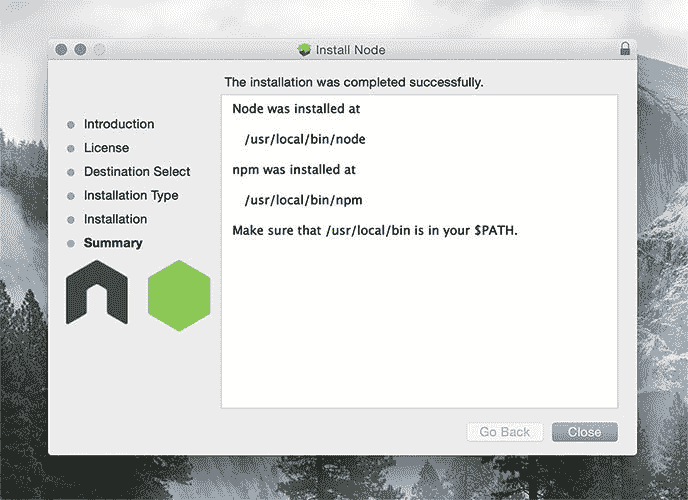 Install Node
The installation was completed successfully.
Introduction
License
Destination Select
Installation Type
Installation
Summary
Node was installed at
/usr/local/bin/node
npm was installed at
/usr/local/bin/npm
Make sure that /usr/local/bin is in your $PATH.
Go Back
Close